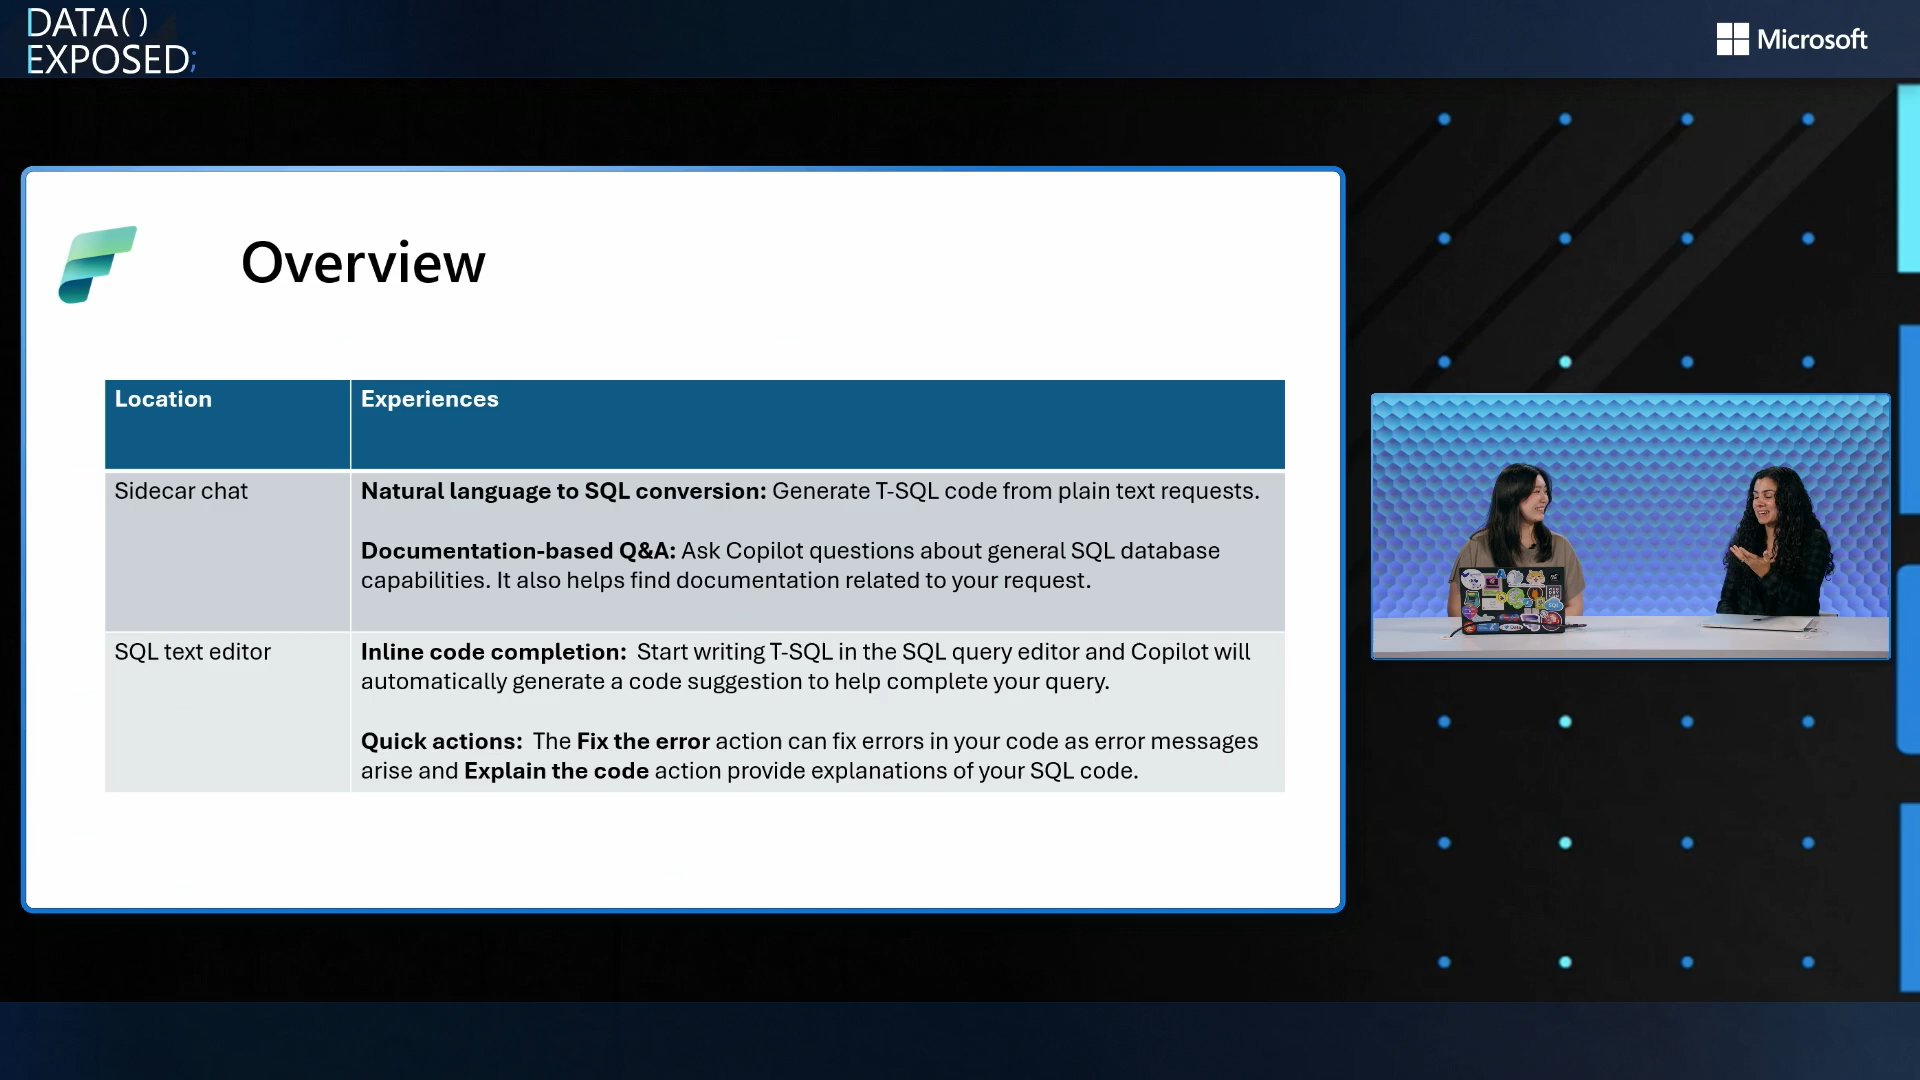 DATA()
EXPOSED;
Microsoft
Overview
Location
Experiences
Sidecar chat
Natural language to SQL conversion: Generate T-SQL code from plain text requests.
Documentation-based Q&A: Ask Copilot questions about general SQL database
capabilities. It also helps find documentation related to your request.
SQL text editor
Inline code completion: Start writing T-SQL in the SQL query editor and Copilot will
automatically generate a code suggestion to help complete your query.
Quick actions: The Fix the error action can fix errors in your code as error messages
arise and Explain the code action provide explanations of your SQL code.